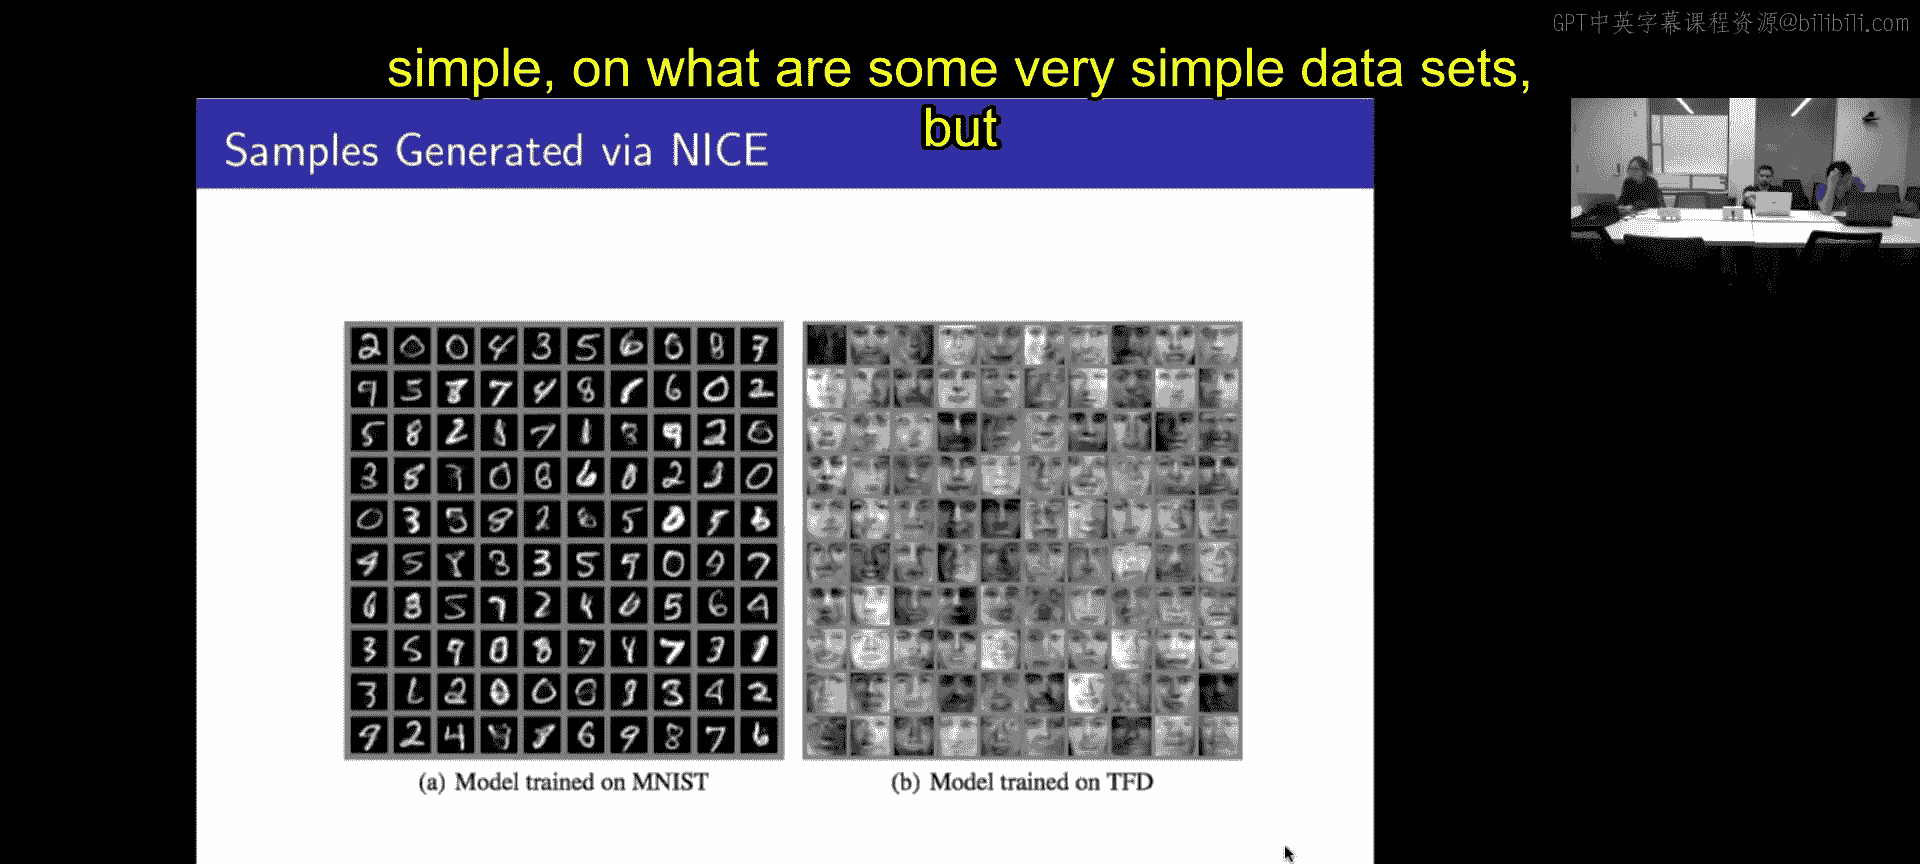 GPT中英字幕课程资源@bilibili.com
simple, on what are some very simple data sets,
but
Samples Generated via NICE
(a) Model trained on MNIST
(b) Model trained on TFD